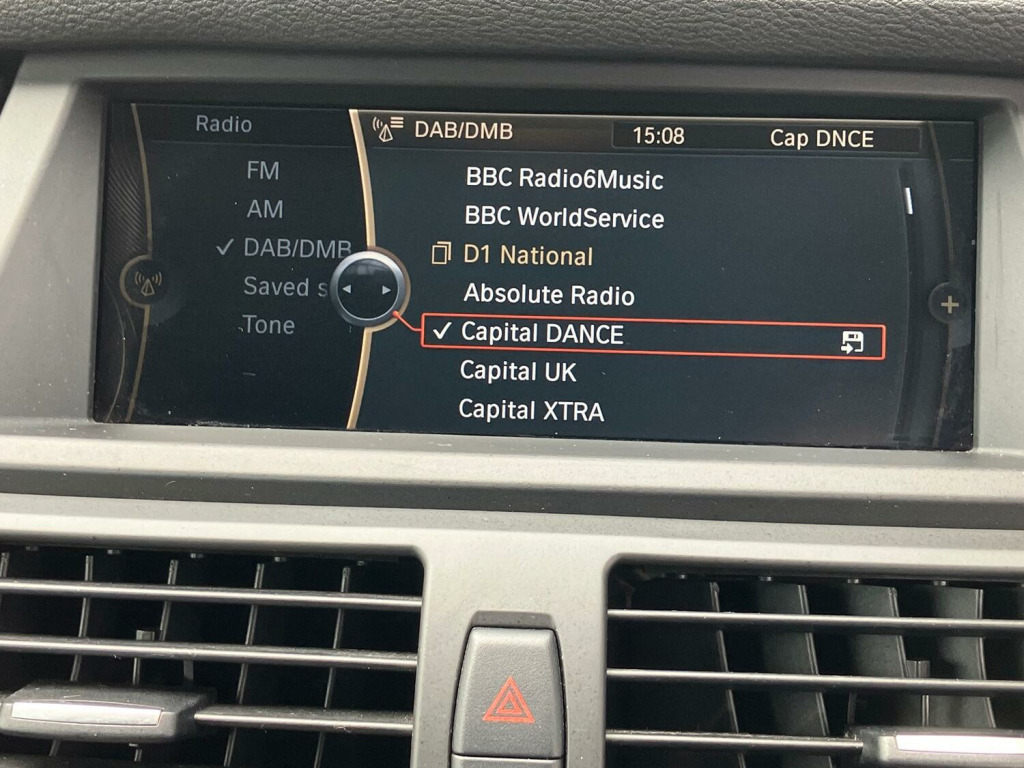 Radio
FM
AM
DAB/DMB
Saved s
Tone
DAB/DMB 15:08 Cap DNCE
BBC Radio6Music
BBC WorldService
D1 National
Absolute Radio
Capital DANCE
Capital UK
Capital XTRA